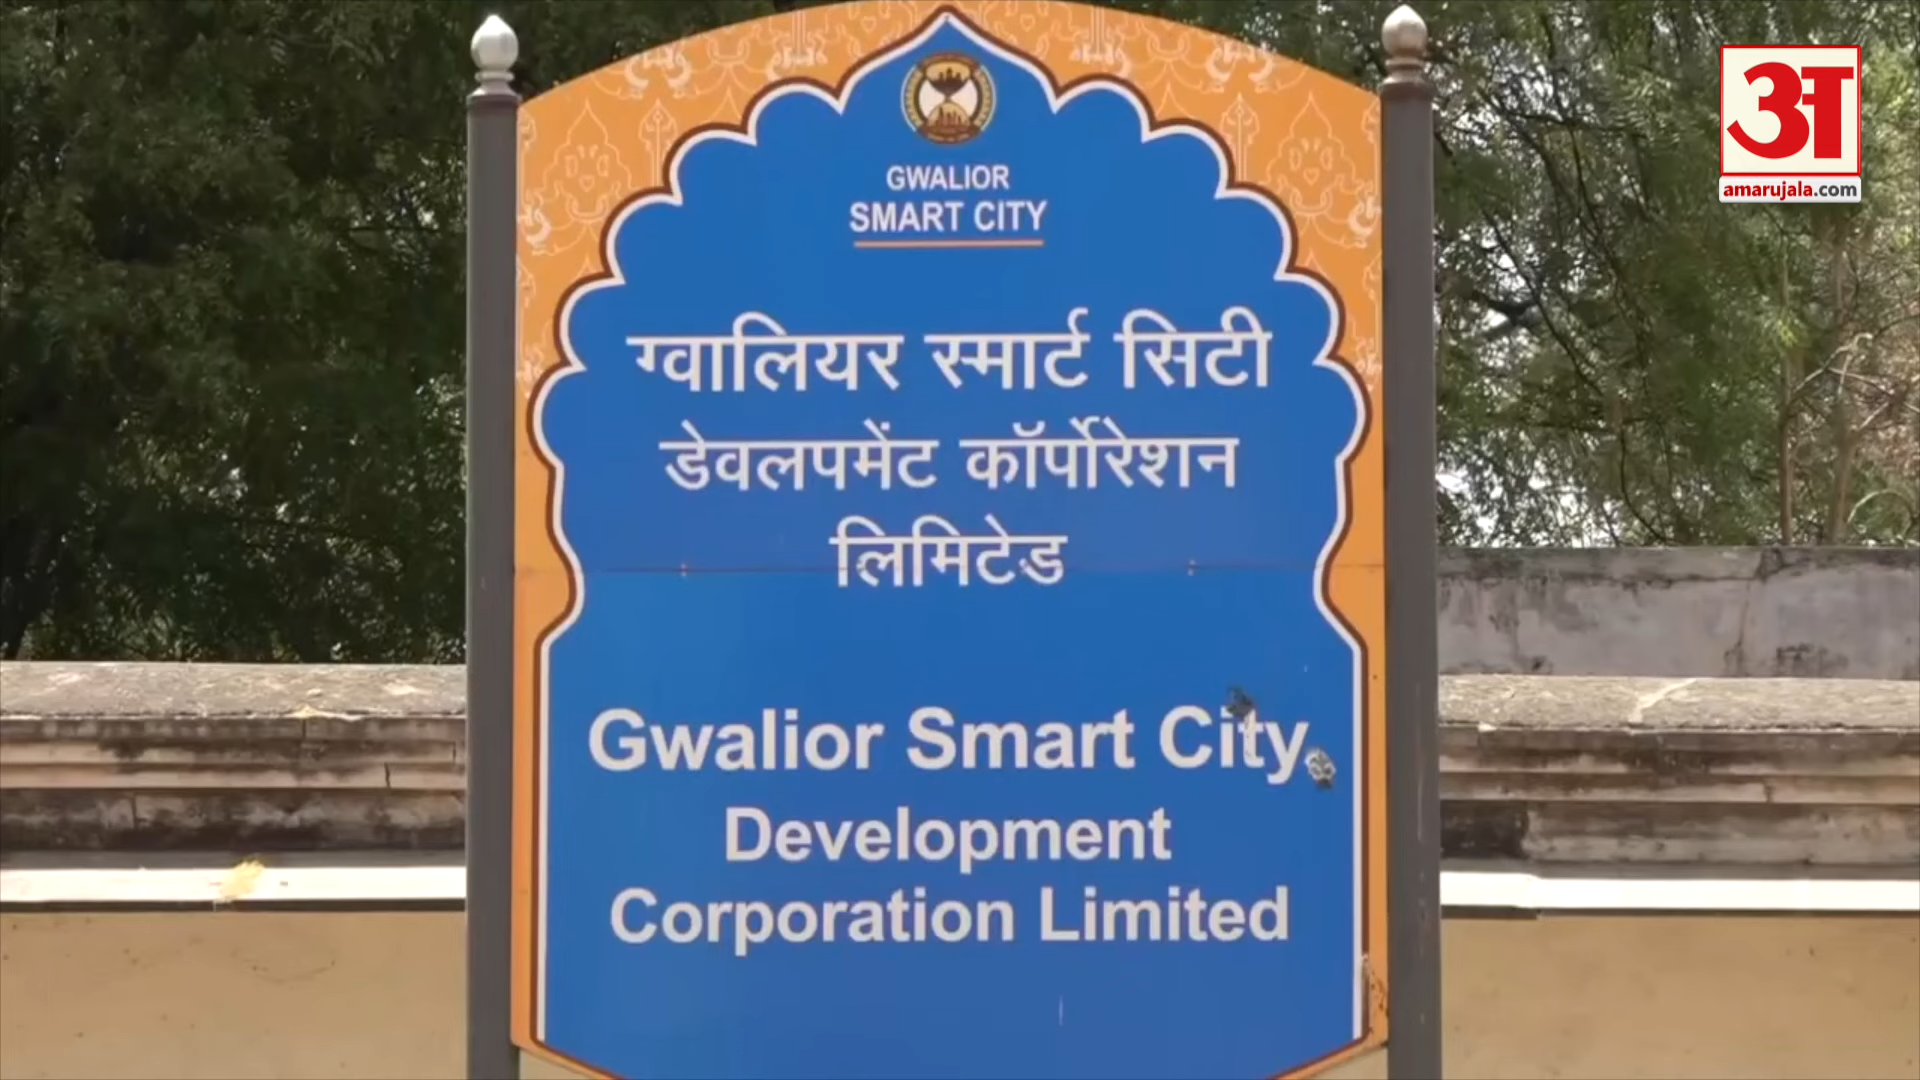 अ
amarujala.com
GWALIOR
SMART CITY
ग्वालियर स्मार्ट सिटी
डेवलपमेंट कॉर्पोरेशन
लिमिटेड
Gwalior Smart City
Development
Corporation Limited